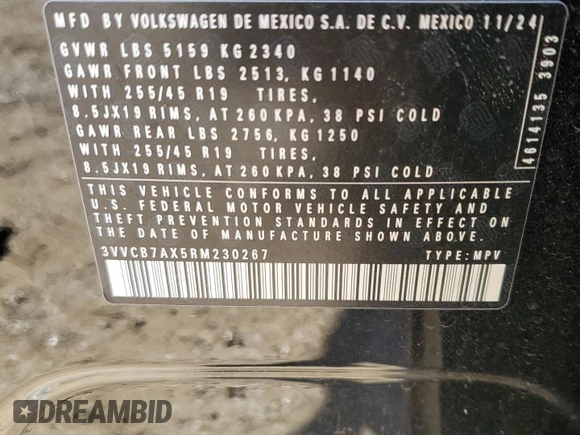 MFD BY VOLKSWAGEN DE MEXICO S.A. DE C.V. MEXICO 11/24
GVWR LBS 5159 KG 2340
GAWR FRONT LBS 2513, KG 1140
WITH 255/45 R19 TIRES,
8.5JX19 RIMS, AT 260 KPA, 38 PSI COLD
GAWR REAR LBS 2756, KG 1250
WITH 255/45 R19 TIRES,
8.5JX19 RIMS, AT 260 KPA, 38 PSI COLD
THIS VEHICLE CONFORMS TO ALL APPLICABLE
U.S. FEDERAL MOTOR VEHICLE SAFETY AND
THEFT PREVENTION STANDARDS IN EFFECT ON
THE DATE OF MANUFACTURE SHOWN ABOVE.
3VVCB7AX5RM230267 TYPE: MPV
4614135 3903
DREAMBID